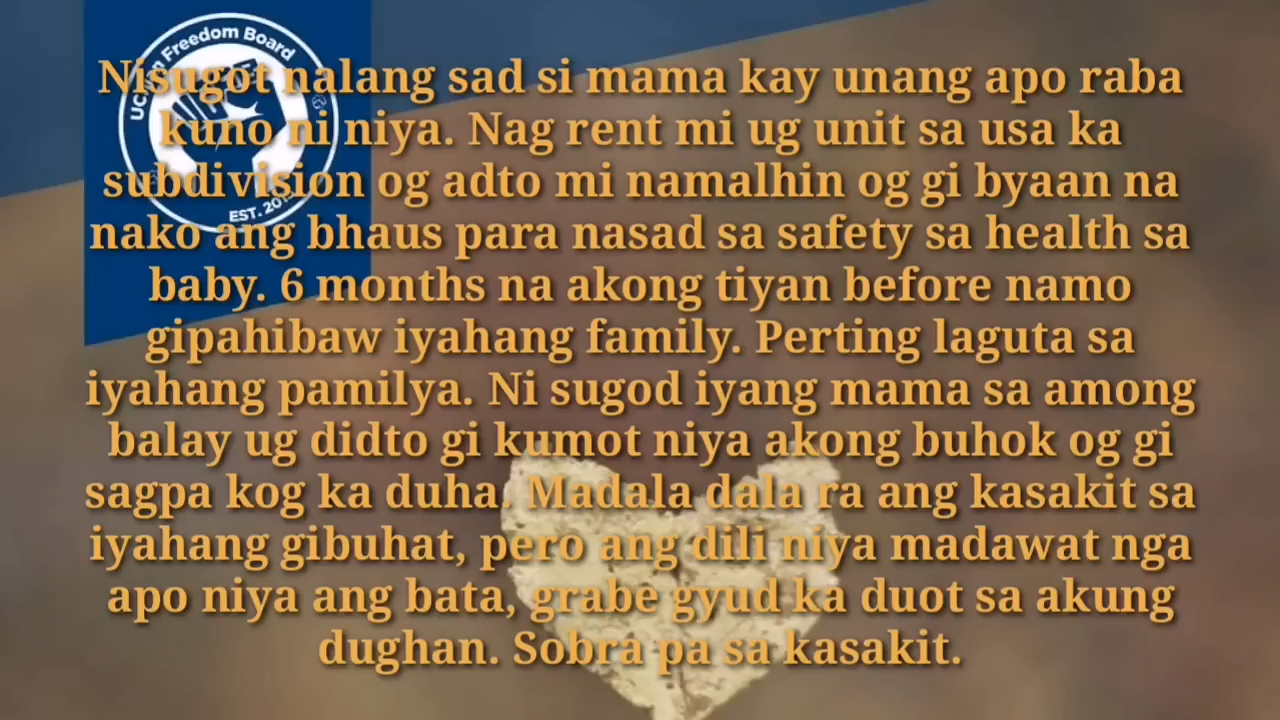 Freedom Board
EST. 201
Nisugot nalang sad si mama kay unang apo raba
kuno ni niya. Nag rent mi ug unit sa usa ka
subdivision og adto mi namalhin og gi byaan na
nako ang bhaus para nasad sa safety sa health sa
baby. 6 months na akong tiyan before namo
gipahibaw iyahang family. Perting laguta sa
iyahang pamilya. Ni sugod iyang mama sa among
balay ug didto gi kumot niya akong buhok og gi
sagpa kog ka duha. Madala dala ra ang kasakit sa
iyahang gibuhat, pero ang dili niya madawat nga
apo niya ang bata, grabe gyud ka duot sa akung
dughan. Sobra pa sa kasakit.